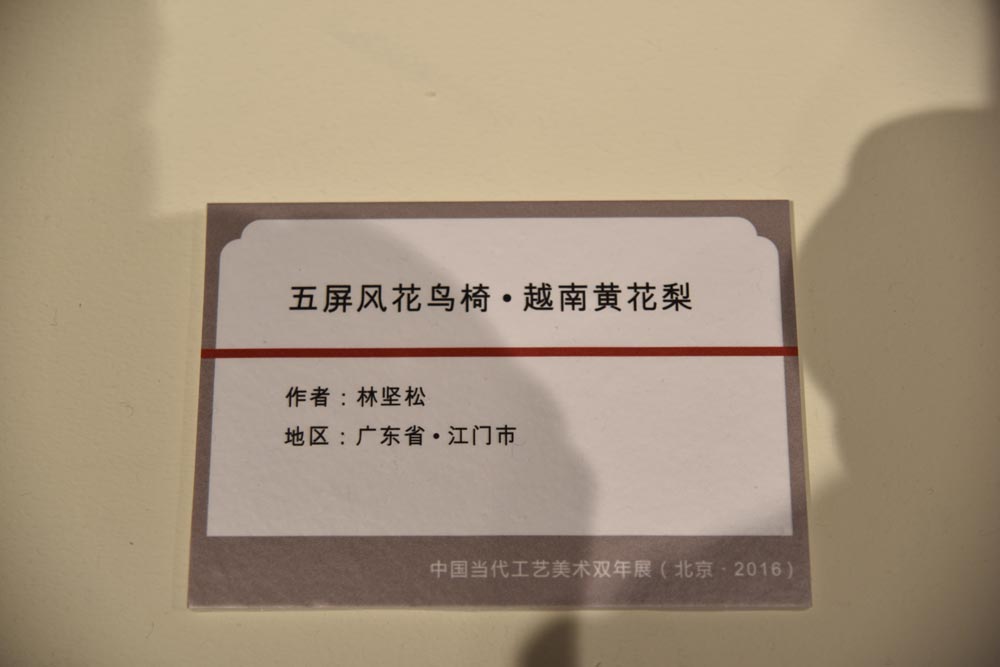 五屏风花鸟椅·越南黄花梨
作者：林坚松
地区：广东省·江门市
中国当代工艺美术双年展（北京·2016）